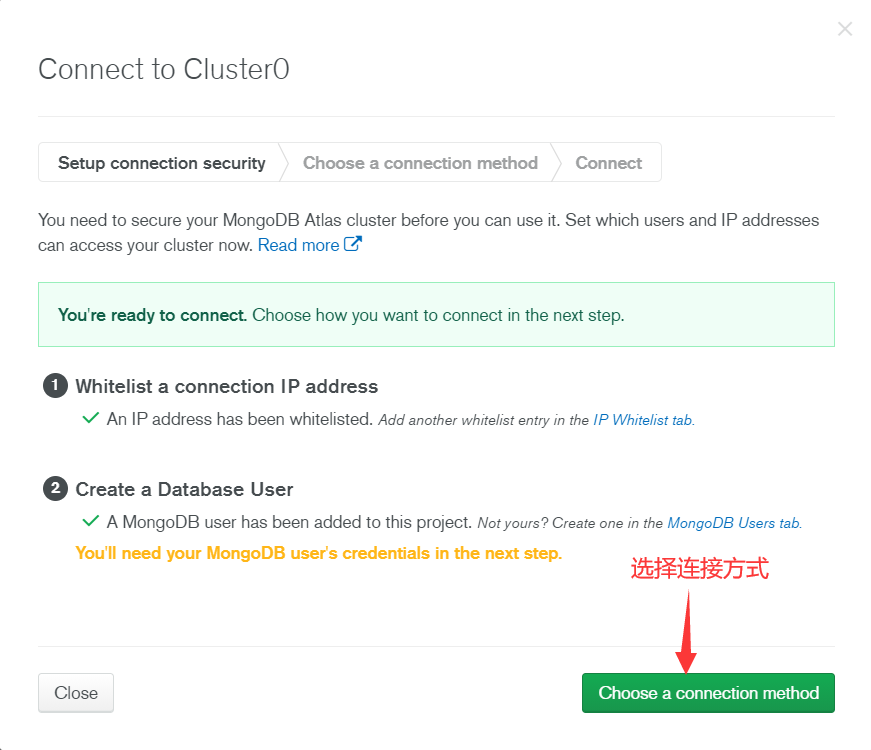 Connect to Cluster0
Setup connection security
Choose a connection method
Connect
You need to secure your MongoDB Atlas cluster before you can use it. Set which users and IP addresses
can access your cluster now. Read more
You're ready to connect. Choose how you want to connect in the next step.
1 Whitelist a connection IP address
An IP address has been whitelisted. Add another whitelist entry in the IP Whitelist tab.
2 Create a Database User
A MongoDB user has been added to this project. Not yours? Create one in the MongoDB Users tab.
You'll need your MongoDB user's credentials in the next step.
选择连接方式
Close
Choose a connection method